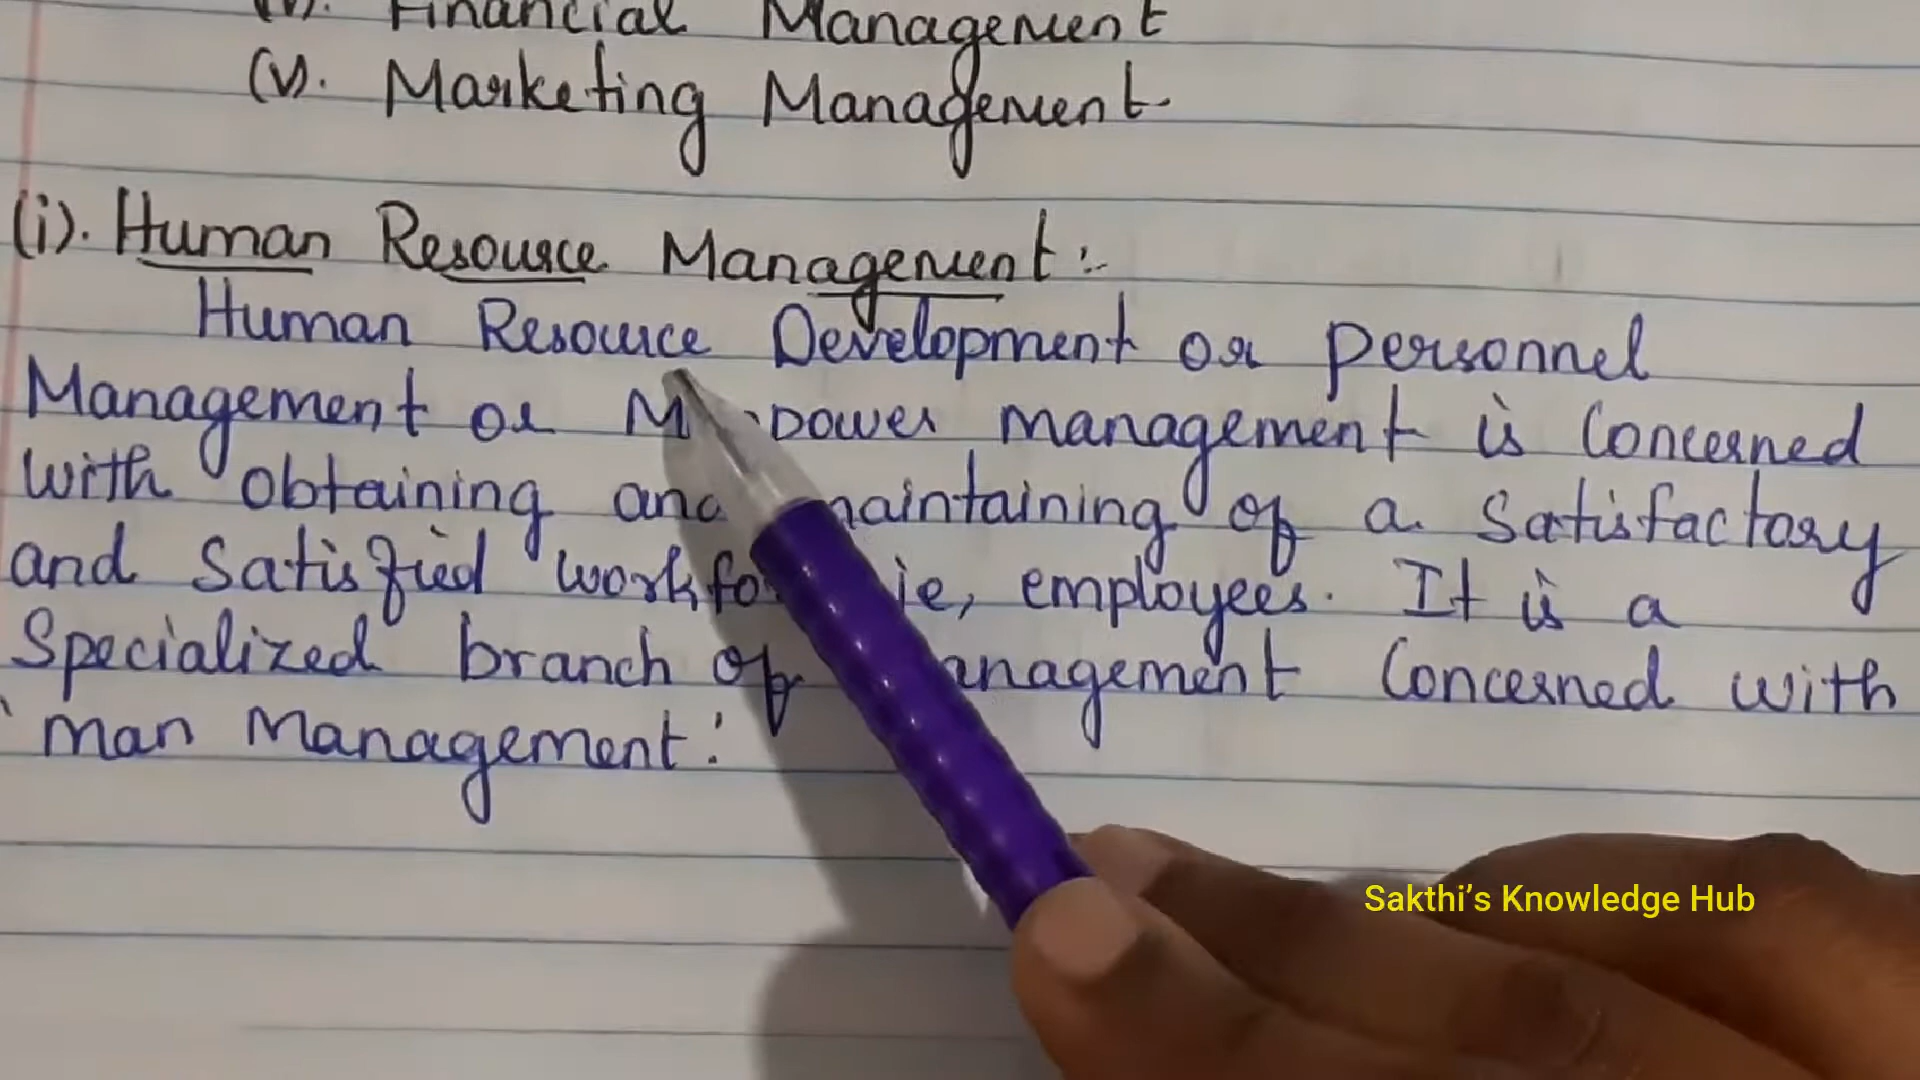 Financial Management
(v). Marketing Management
(i). Human Resource Management :-
Human Resource Development or personnel
Management or power management is Concerned
with obtaining and maintaining of a Satisfactory
and Satisfied ie, employees. It is a
Specialized branch of Concerned with
'man Management.'
Sakthi's Knowledge Hub